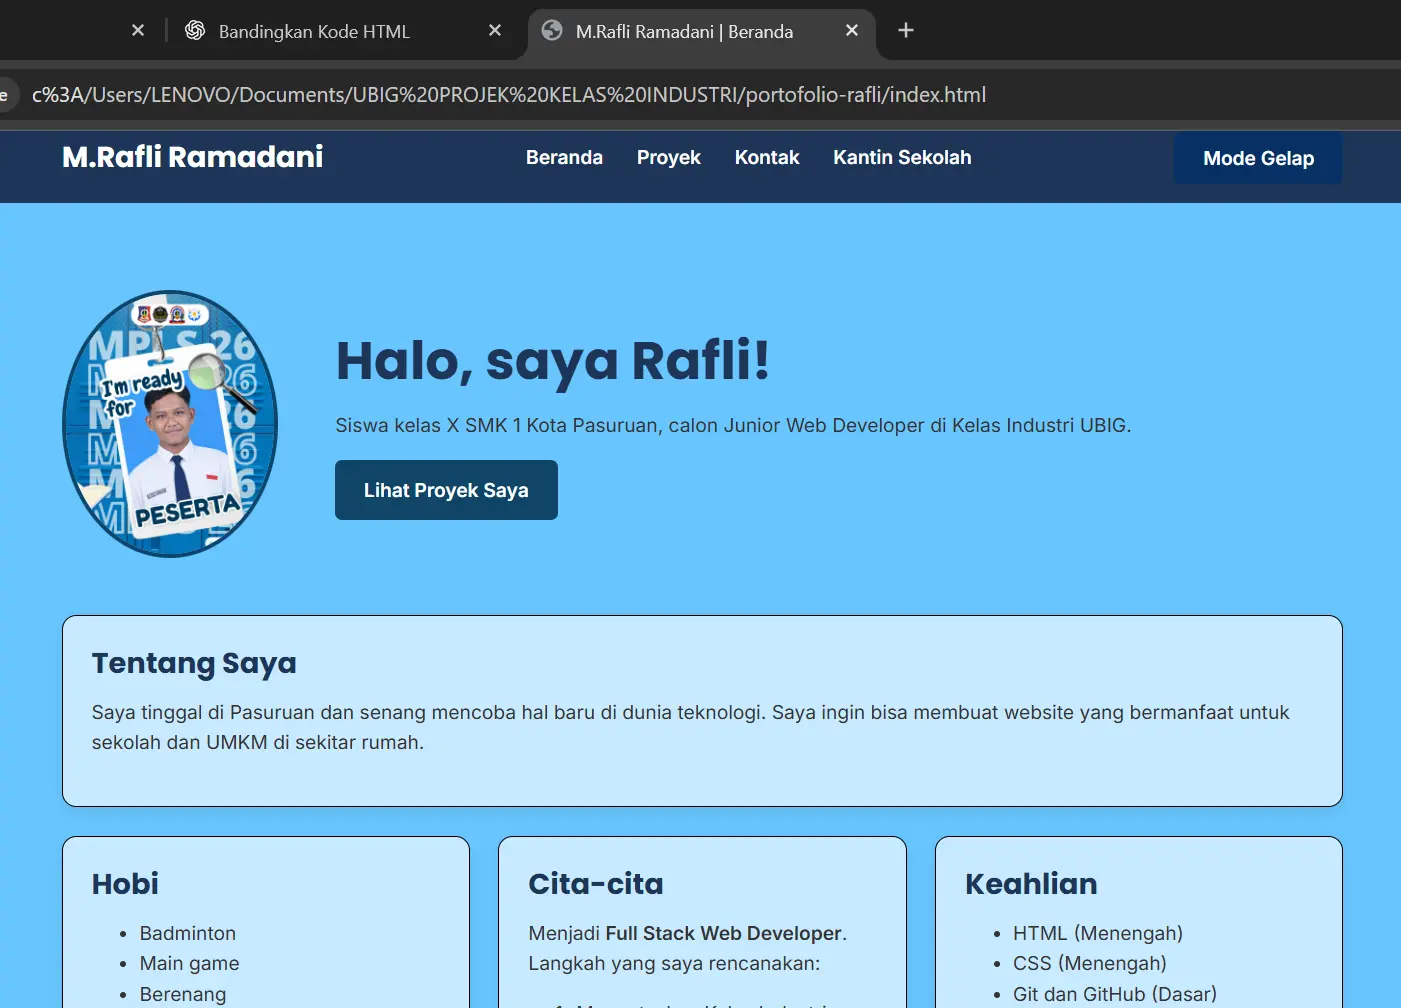 Bandingkan Kode HTML
M.Rafli Ramadani | Beranda
e
c%3A/Users/LENOVO/Documents/UBIG%20PROJEK%20KELAS%20INDUSTRI/portofolio-rafli/index.html
M.Rafli Ramadani
Beranda
Proyek
Kontak
Kantin Sekolah
Mode Gelap
MPLS 26
I'm ready
for
PESERTA
Halo, saya Rafli!
Siswa kelas X SMK 1 Kota Pasuruan, calon Junior Web Developer di Kelas Industri UBIG.
Lihat Proyek Saya
Tentang Saya
Saya tinggal di Pasuruan dan senang mencoba hal baru di dunia teknologi. Saya ingin bisa membuat website yang bermanfaat untuk
sekolah dan UMKM di sekitar rumah.
Hobi
• Badminton
• Main game
• Berenang
Cita-cita
Menjadi Full Stack Web Developer.
Langkah yang saya rencanakan:
Keahlian
• HTML (Menengah)
• CSS (Menengah)
• Git dan GitHub (Dasar)